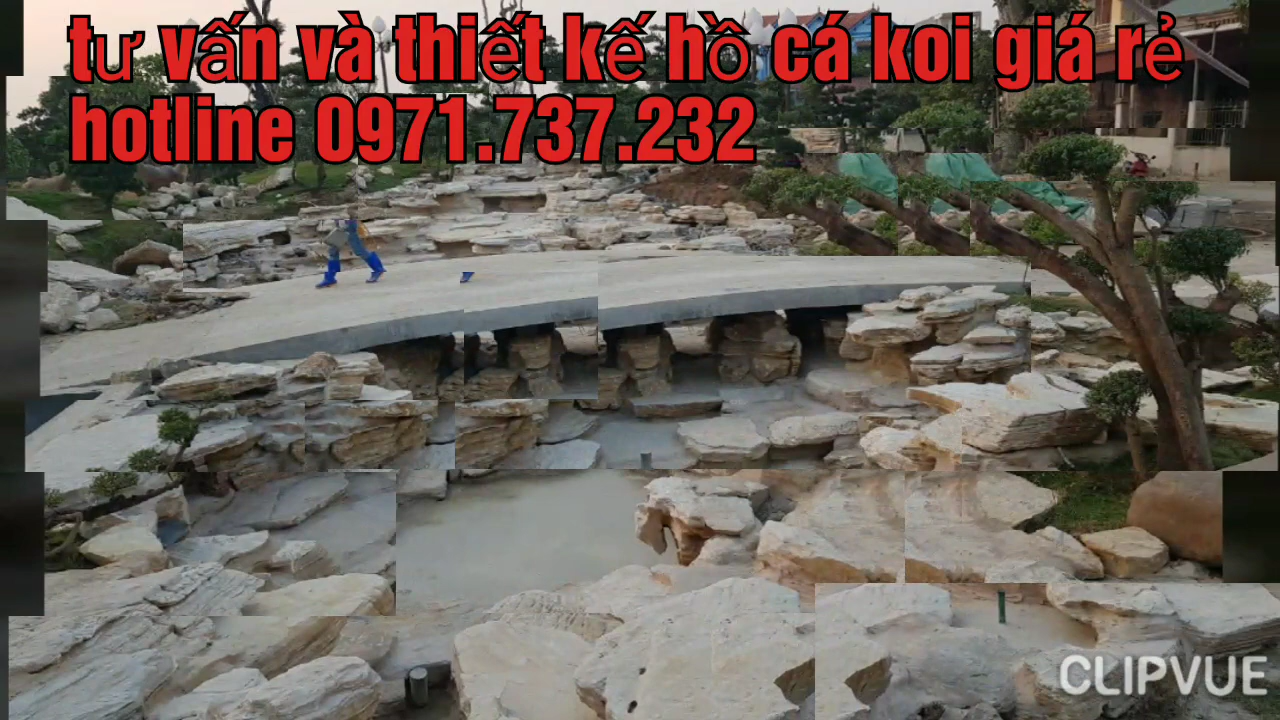 tư vấn và thiết kế hồ cá koi giá rẻ
hotline 0971.737.232
CLIPVUE